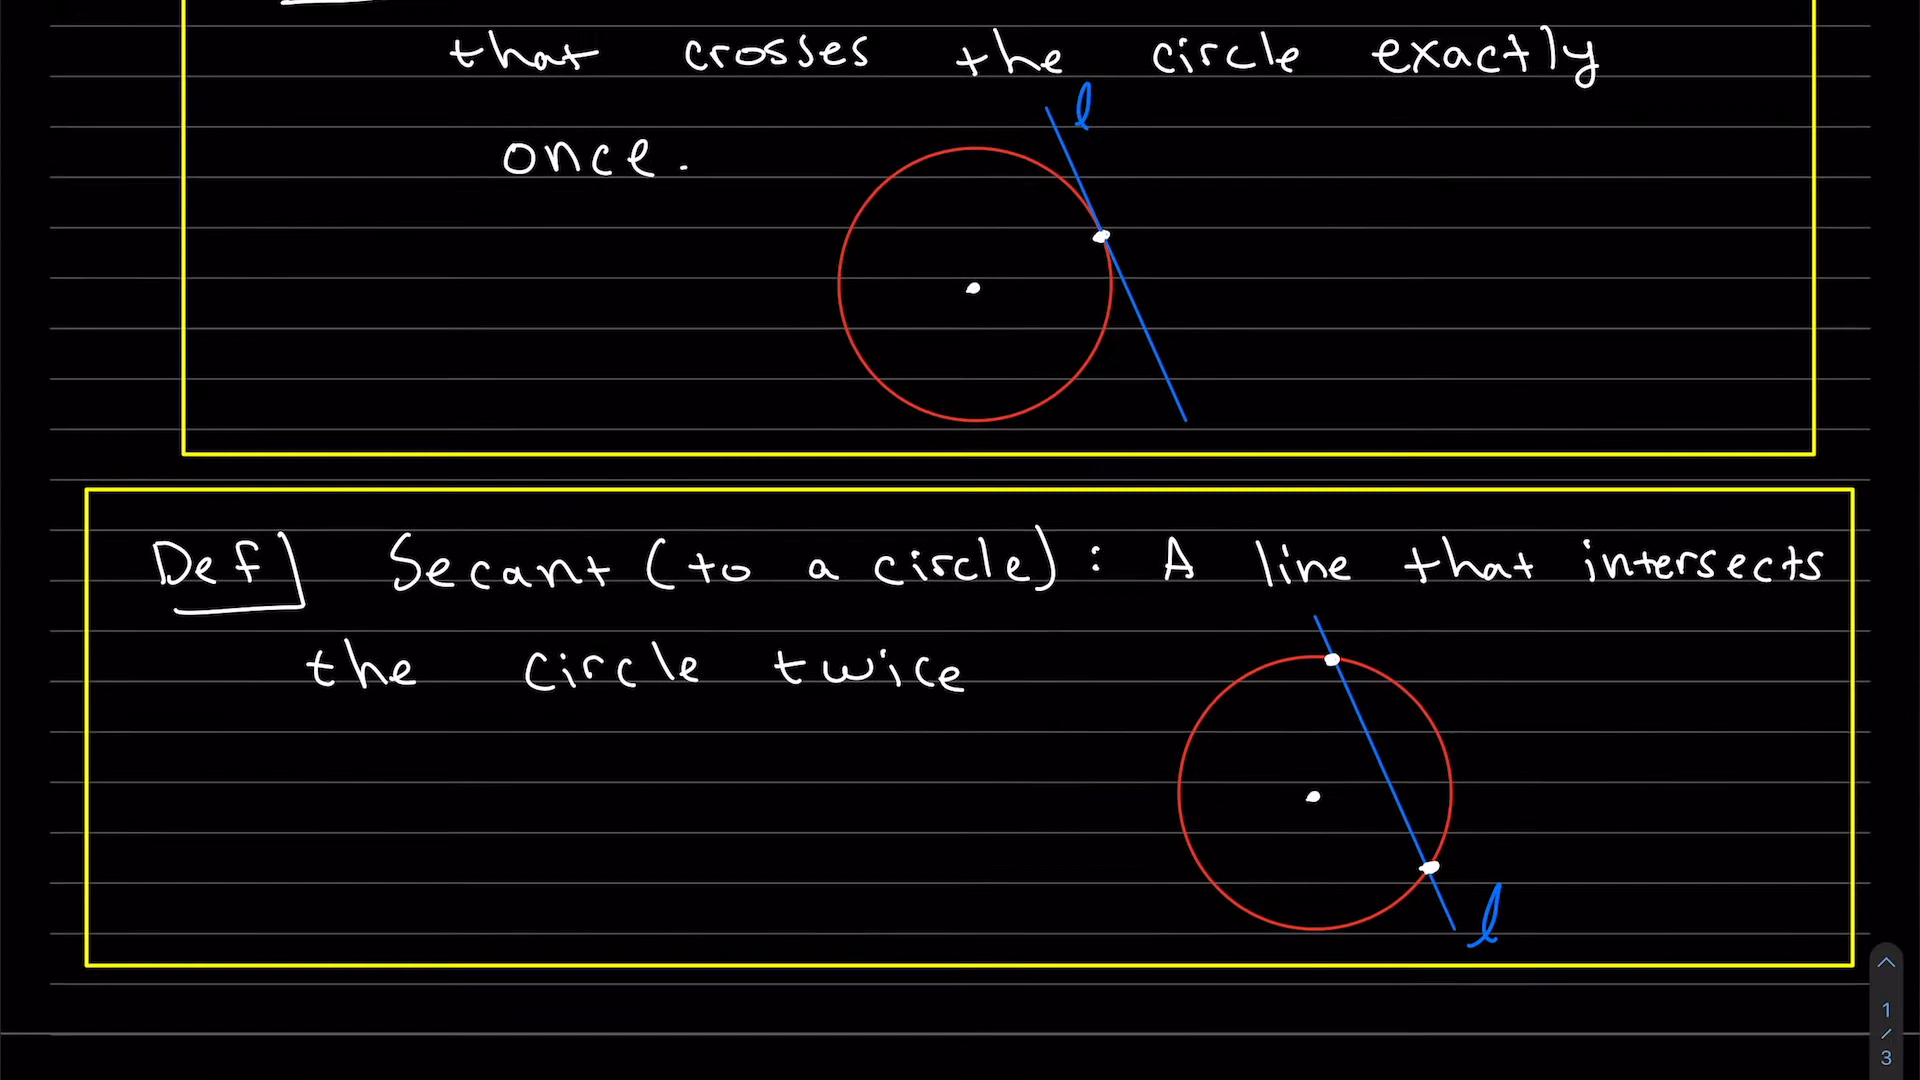 that crosses the circle exactly
l
once.
Def] Secant (to a circle): A line that intersects
the circle twice
l
1
/
3